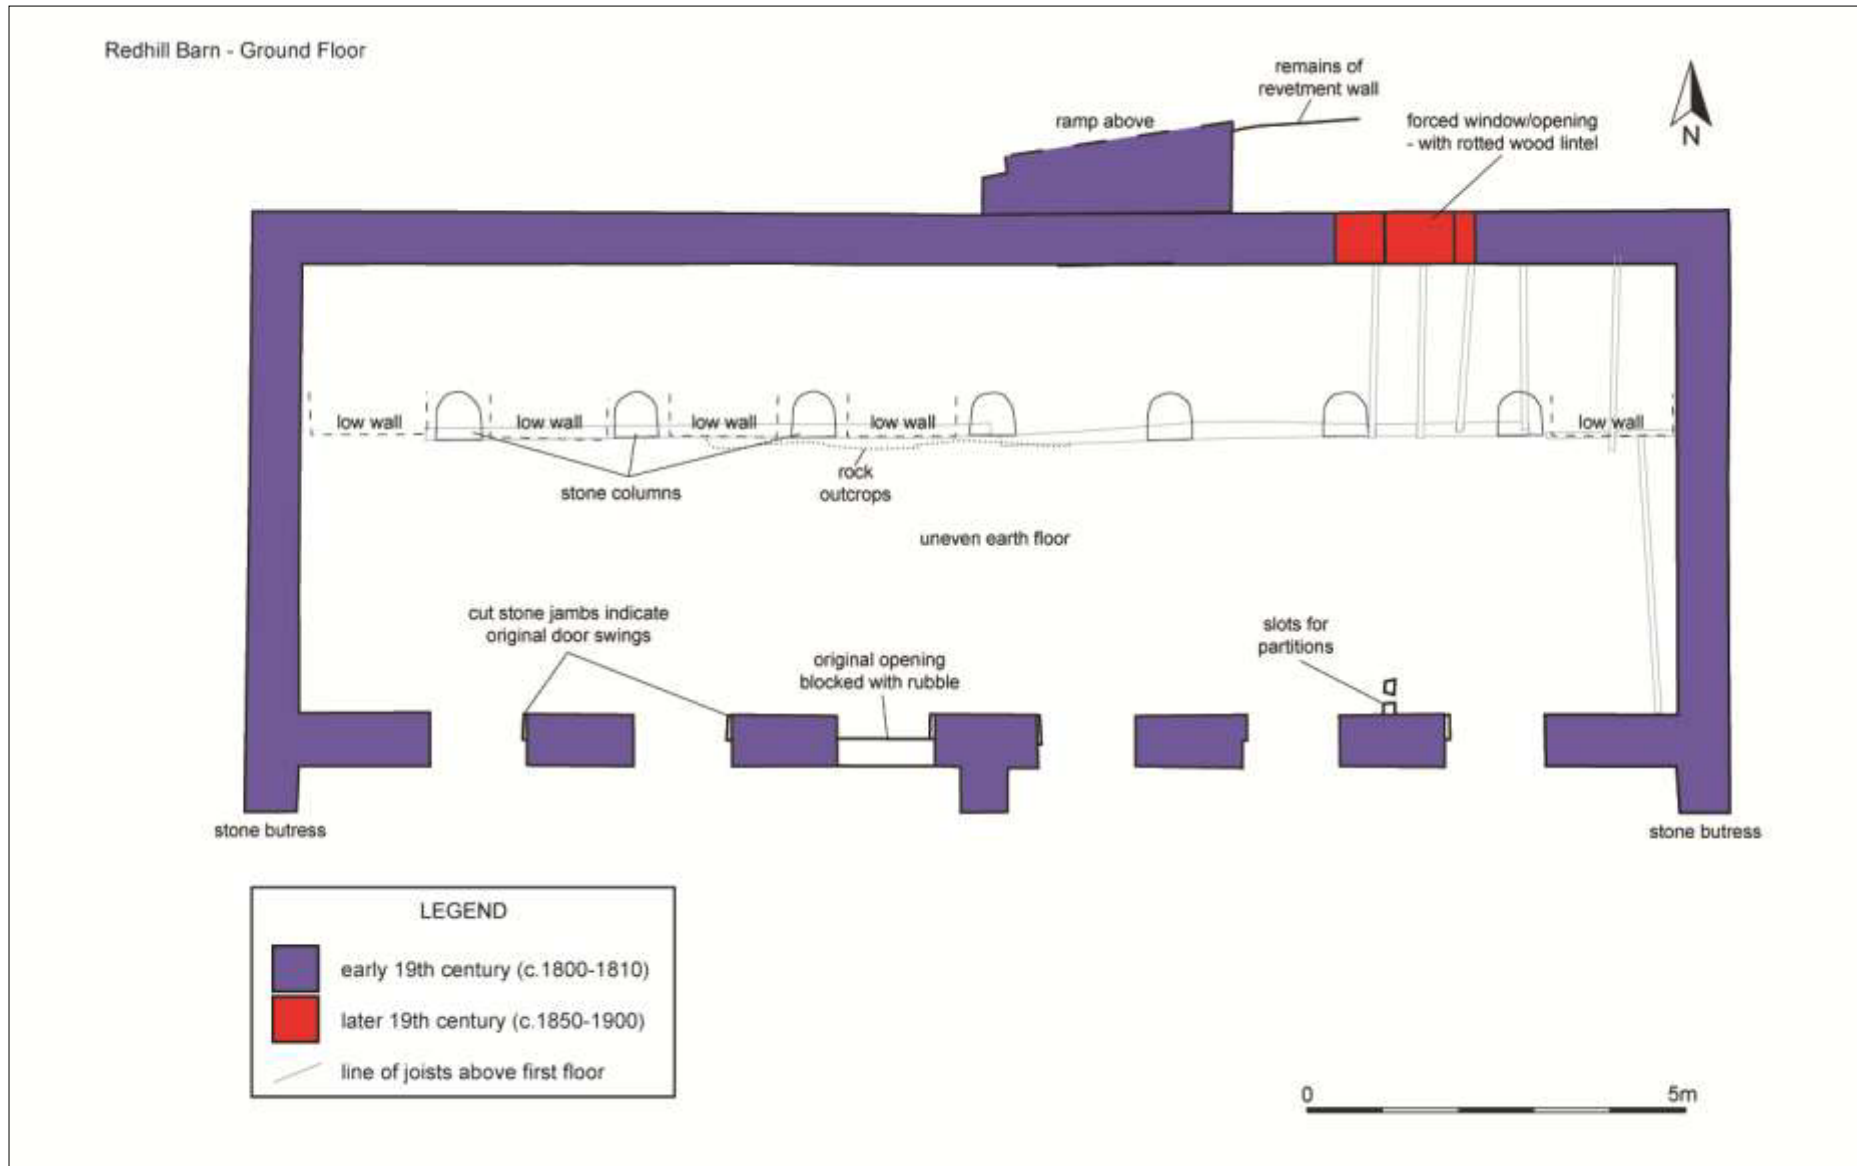 Redhill Barn - Ground Floor
remains of
revetment wall
ramp above
forced window/opening
- with rotted wood lintel
N
low wall
low wall
low wall
low wall
low wall
stone columns
rock
outcrops
uneven earth floor
cut stone jambs indicate
original door swings
original opening
blocked with rubble
slots for
partitions
stone butress
stone butress
LEGEND
early 19th century (c.1800-1810)
later 19th century (c.1850-1900)
line of joists above first floor
0
5m